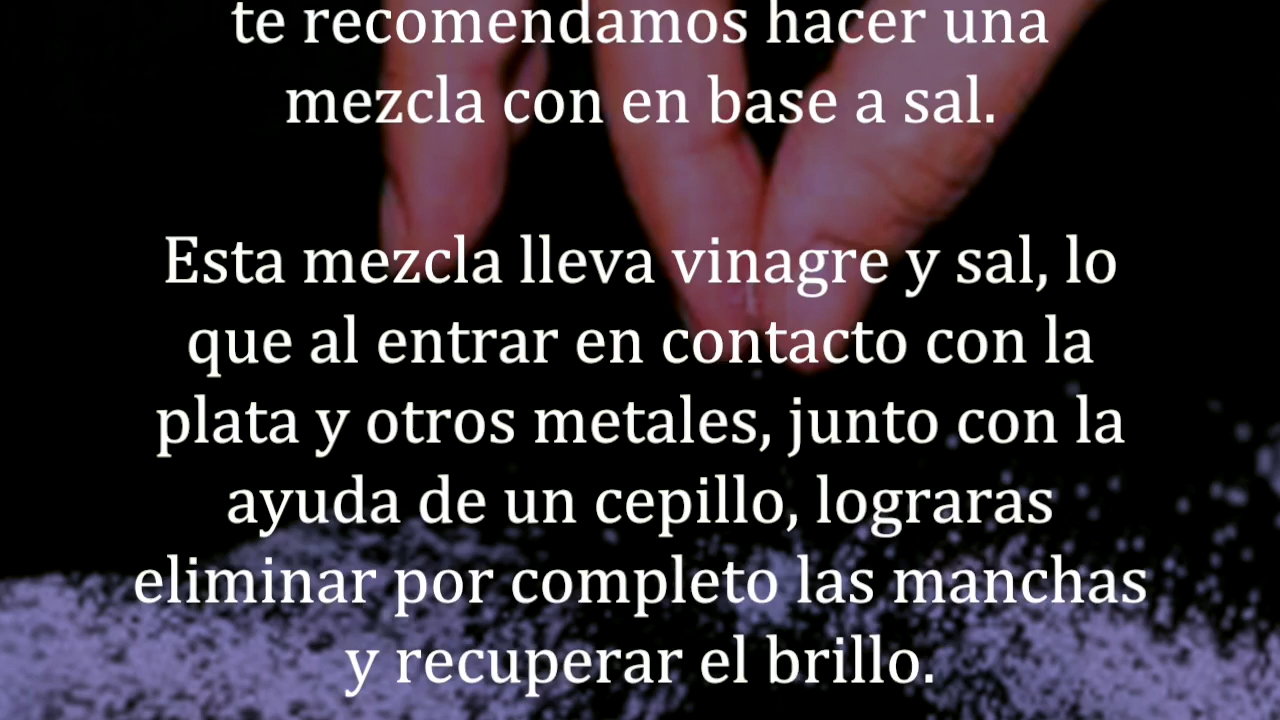 te recomendamos hacer una
mezcla con en base a sal.
Esta mezcla lleva vinagre y sal, lo
que al entrar en contacto con la
plata y otros metales, junto con la
ayuda de un cepillo, lograras
eliminar por completo las manchas
y recuperar el brillo.